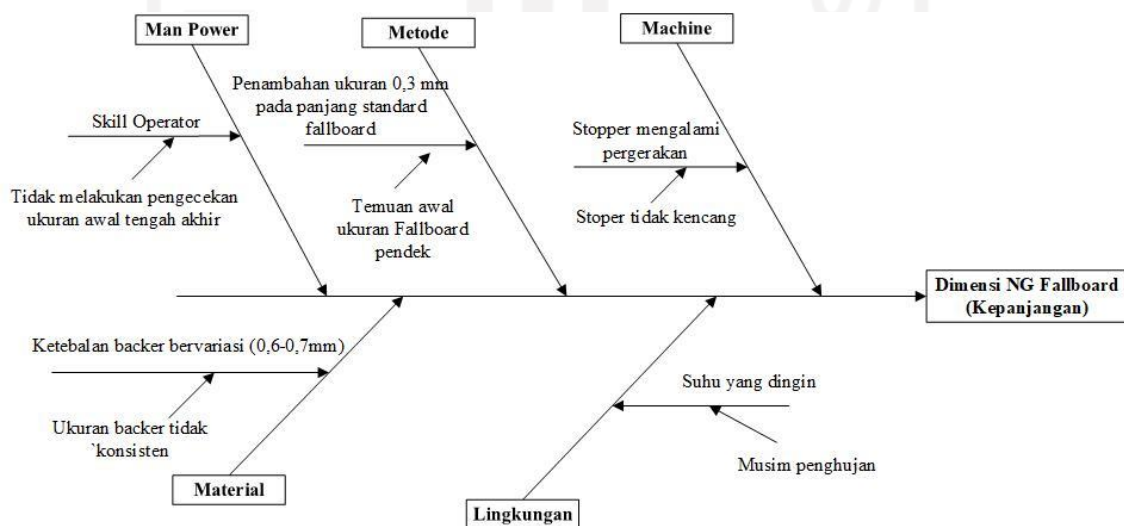 Man Power
Metode
Machine
Penambahan ukuran 0,3 mm
pada panjang standard
fallboard
Skill Operator
Stopper mengalami
pergerakan
Tidak melakukan pengecekan
ukuran awal tengah akhir
Temuan awal
ukuran Fallboard
pendek
Stoper tidak kencang
Dimensi NG Fallboard
(Kepanjangan)
Ketebalan backer bervariasi (0,6-0,7mm)
Suhu yang dingin
Ukuran backer tidak
`konsisten
Musim penghujan
Material
Lingkungan